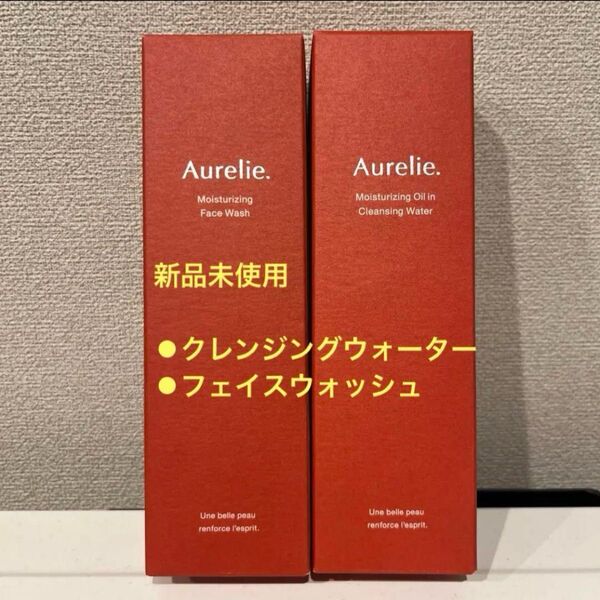 Aurelie.
Moisturizing
Face Wash
Aurelie.
Moisturizing Oil in
Cleansing Water
新品未使用
●クレンジングウォーター
●フェイスウォッシュ
Une belle peau
renforce l'esprit.
Une belle peau
renforce l'esprit.